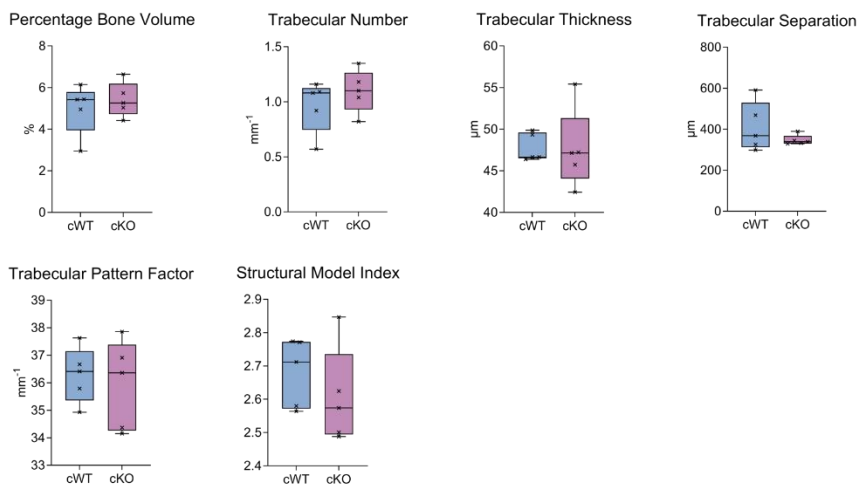 Percentage Bone Volume
Trabecular Number
Trabecular Thickness
Trabecular Separation
8
6
4
2
0
%
cWT cKO
1.5
1.0
0.5
0.0
mm-1
cWT cKO
60
55
50
45
40
µm
cWT cKO
800
600
400
200
0
µm
cWT cKO
Trabecular Pattern Factor
Structural Model Index
39
38
37
36
35
34
33
mm-1
cWT cKO
2.9
2.8
2.7
2.6
2.5
2.4
cWT cKO